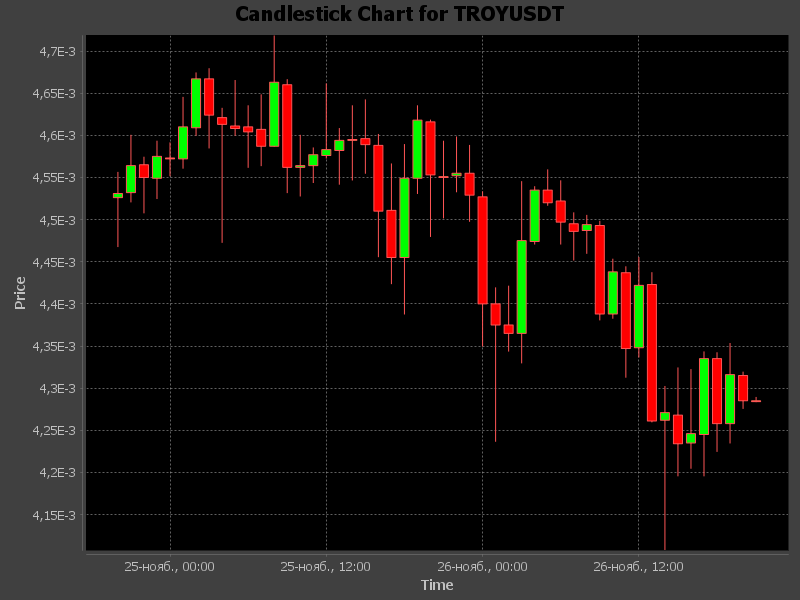 Candlestick Chart for TROYUSDT
4,7E-3
4,65E-3
4,6E-3
4,55E-3
4,5E-3
4,45E-3
4,4E-3
4,35E-3
4,3E-3
4,25E-3
4,2E-3
4,15E-3
Price
25-нояб., 00:00 25-нояб., 12:00 26-нояб., 00:00 26-нояб., 12:00
Time